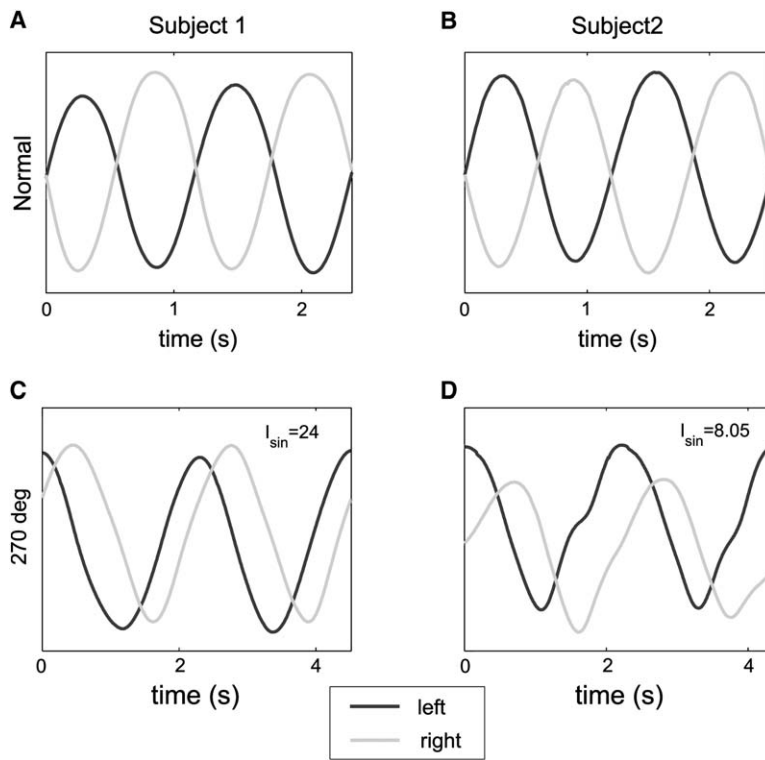 A
Subject 1
B
Subject2
Normal
0
1
2
time (s)
0
1
2
time (s)
C
D
270 deg
I_sin=24
I_sin=8.05
0
2
4
time (s)
0
2
4
time (s)
left
right